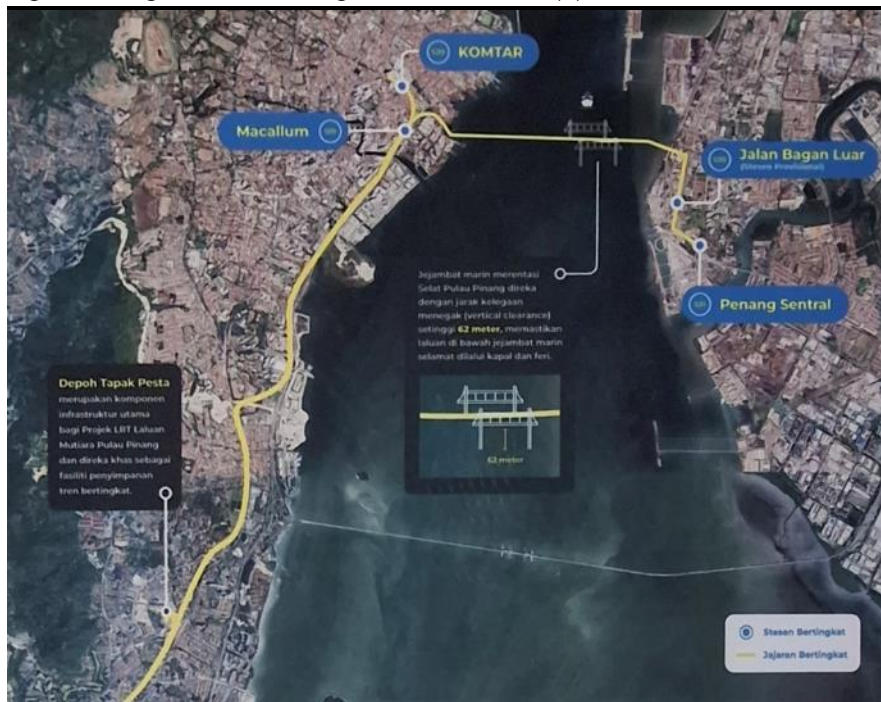 KOMTAR
Macallum
Jalan Bagan Luar
(Stesen Provisional)
Penang Sentral
Jejambat marin merentasi
Selat Pulau Pinang direka
dengan jarak kelegaan
menegak (vertical clearance)
setinggi 62 meter, memastikan
laluan di bawah jejambat marin
selamat dilalui kapal dan feri.
62 meter
Depoh Tapak Pesta
merupakan komponen
infrastruktur utama
bagi Projek LRT Laluan
Mutiara Pulau Pinang
dan direka khas sebagai
fasiliti penyimpanan
tren bertingkat.
Stesen Bertingkat
Jajaran Bertingkat